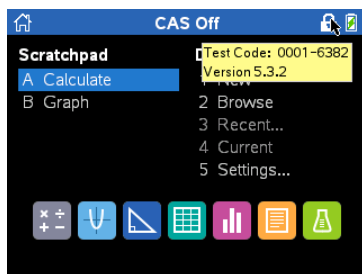 CAS Off
Scratchpad
A Calculate
B Graph
Test Code: 0001-6382
Version 5.3.2
2 Browse
3 Recent...
4 Current
5 Settings...